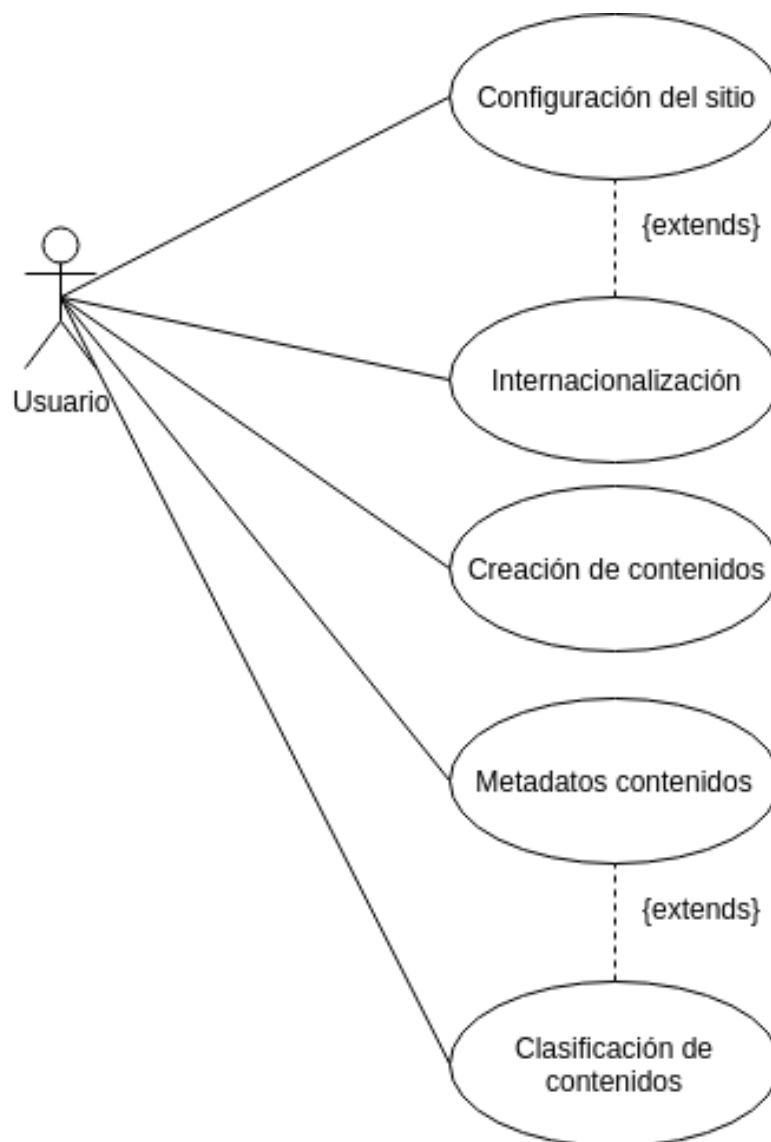 Configuración del sitio
{extends}
Usuario
Internacionalización
Creación de contenidos
Metadatos contenidos
{extends}
Clasificación de
contenidos